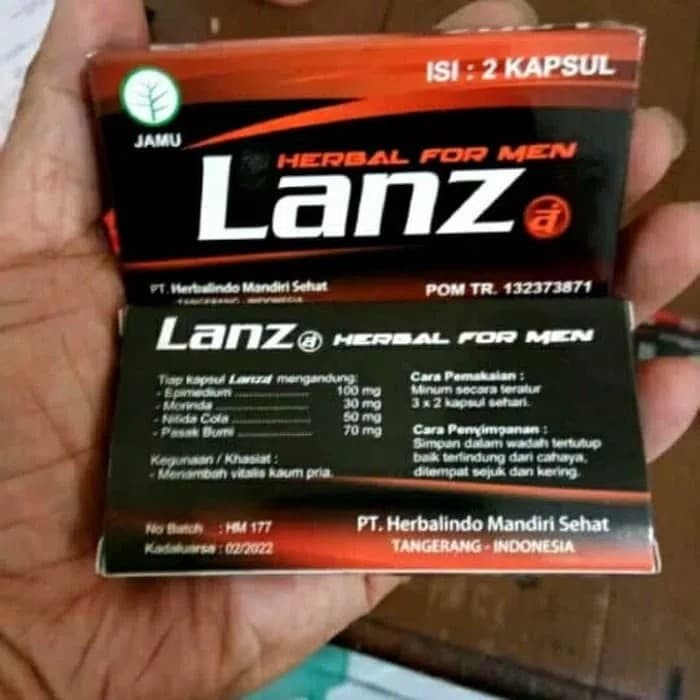 ISI : 2 KAPSUL
JAMU
HERBAL FOR MEN
Lanz
PT. Herbalindo Mandiri Sehat
TANGERANG - INDONESIA
POM TR. 132373871
Lanz HERBAL FOR MEN
Tiap kapsul Lanzd mengandung:
- Epimedium ........ 100 mg
- Morinda ........ 30 mg
- Nitida Cola ........ 50 mg
- Pasak Bumi ........ 70 mg
Kegunaan / Khasiat :
- Menambah vitalis kaum pria.
Cara Pemakaian :
Minum secara teratur
3 x 2 kapsul sehari.
Cara Penyimpanan :
Simpan dalam wadah tertutup
baik terlindung dari cahaya,
ditempat sejuk dan kering.
No Batch : HM 177
Kadaluarsa : 02/2022
PT. Herbalindo Mandiri Sehat
TANGERANG - INDONESIA